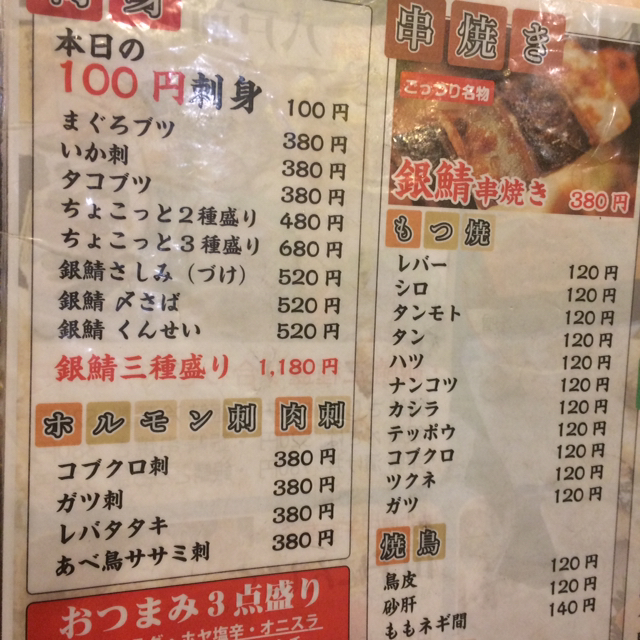 身
本日の
100円刺身 100円
まぐろブツ 380円
いか刺 380円
タコブツ 380円
ちょこっと2種盛り 480円
ちょこっと3種盛り 680円
銀鯖さしみ(づけ) 520円
銀鯖〆さば 520円
銀鯖くんせい 520円
銀鯖三種盛り 1,180円
ホルモン刺 肉刺
コブクロ刺 380円
ガツ刺 380円
レバタタキ 380円
あべ鳥ササミ刺 380円
おつまみ3点盛り
・ホヤ塩辛・オニスラ
串焼き
名物
銀鯖串焼き 380円
もつ焼
レバー 120円
シロ 120円
タンモト 120円
タン 120円
ハツ 120円
ナンコツ 120円
カシラ 120円
テッポウ 120円
コブクロ 120円
ツクネ 120円
ガツ 120円
焼鳥
鳥皮 120円
砂肝 120円
ももネギ間 140円